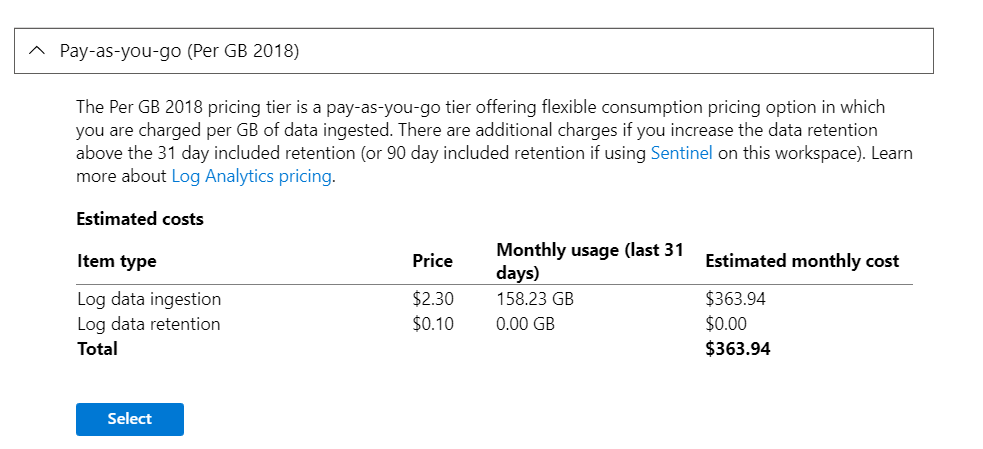 Pay-as-you-go (Per GB 2018)
The Per GB 2018 pricing tier is a pay-as-you-go tier offering flexible consumption pricing option in which
you are charged per GB of data ingested. There are additional charges if you increase the data retention
above the 31 day included retention (or 90 day included retention if using Sentinel on this workspace). Learn
more about Log Analytics pricing.
Estimated costs
Item type Price Monthly usage (last 31 days) Estimated monthly cost
Log data ingestion $2.30 158.23 GB $363.94
Log data retention $0.10 0.00 GB $0.00
Total $363.94
Select